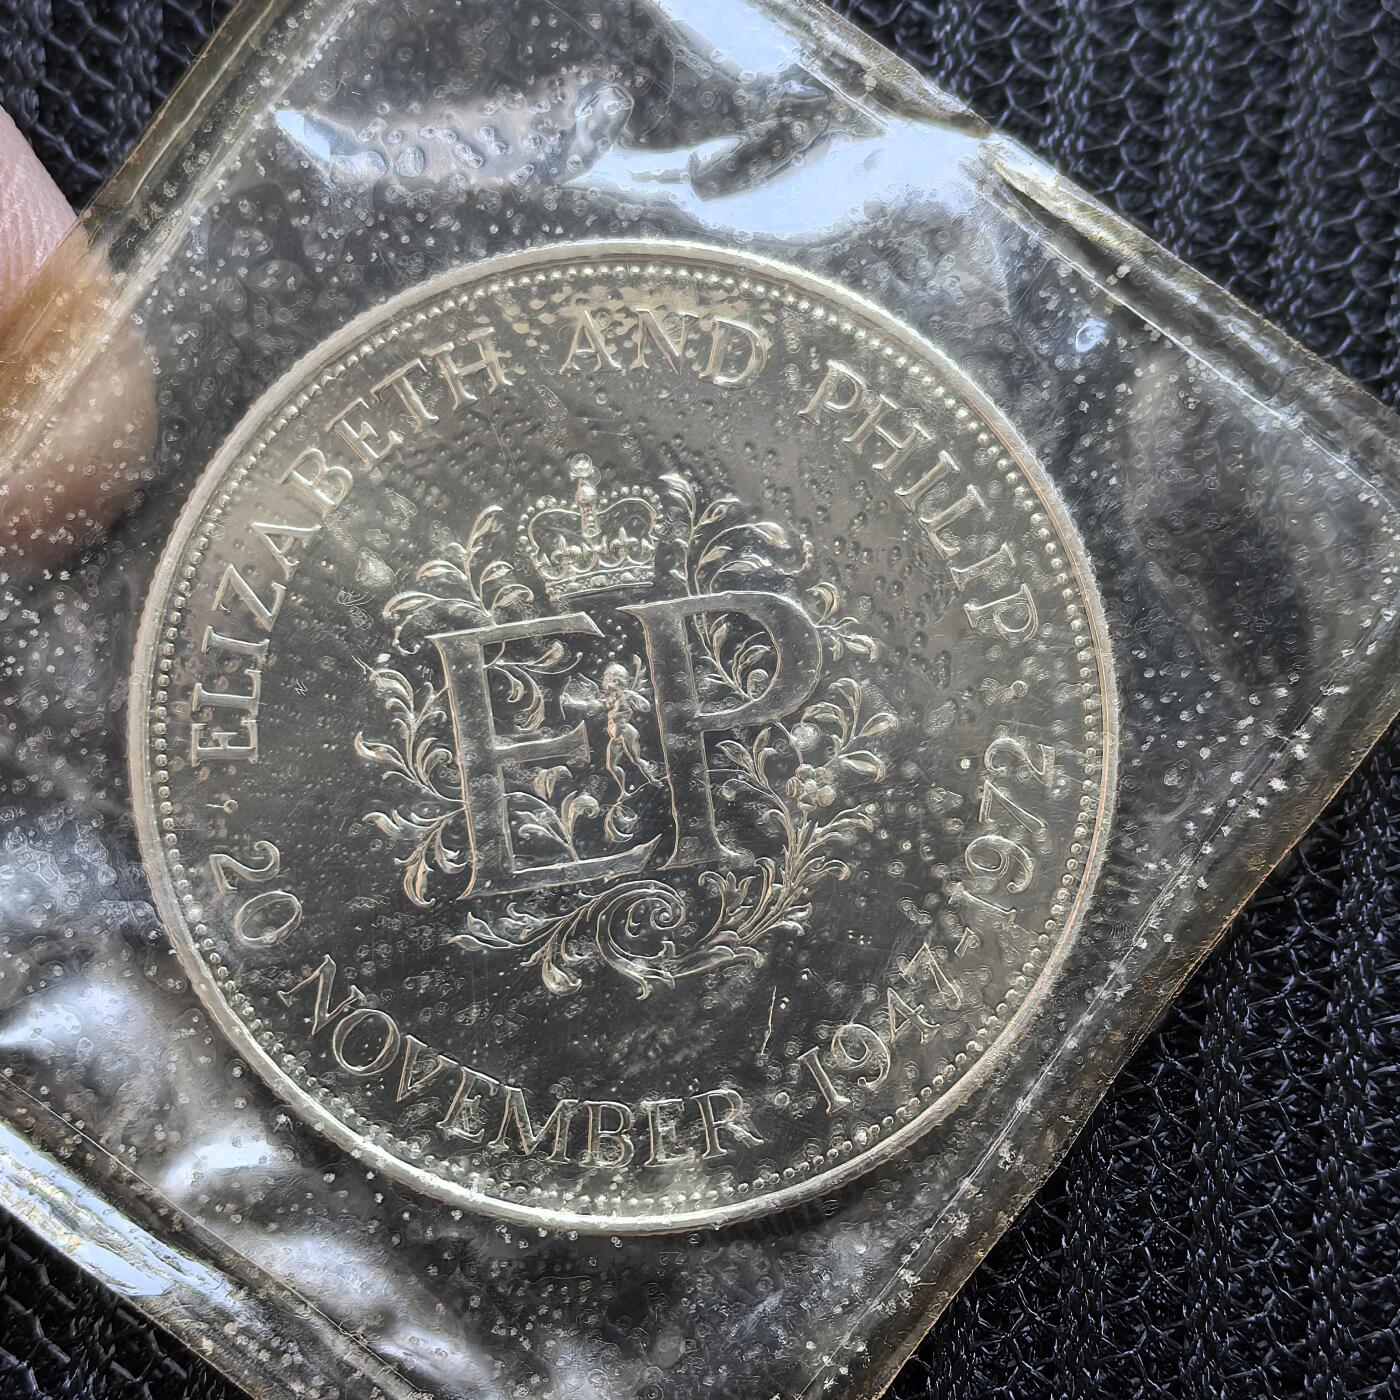 ELIZABETH AND PHILIP
20 NOVEMBER · 1947-1972
EP